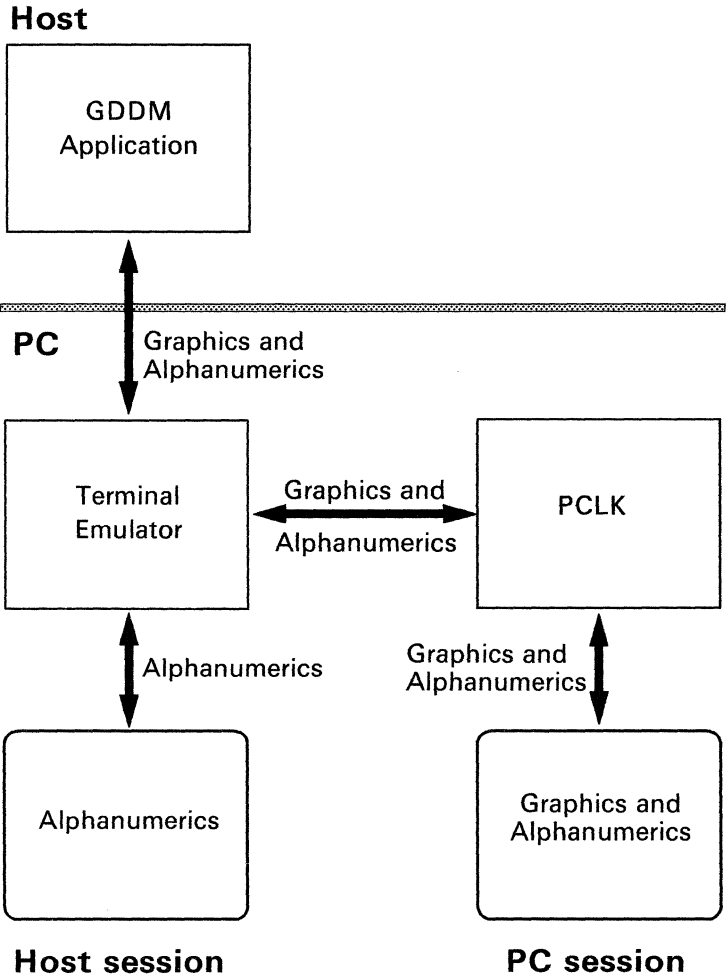 Host
GDDM
Application
PC
Graphics and
Alphanumerics
Terminal
Emulator
Graphics and
Alphanumerics
PCLK
Alphanumerics
Graphics and
Alphanumerics
Alphanumerics
Graphics and
Alphanumerics
Host session
PC session